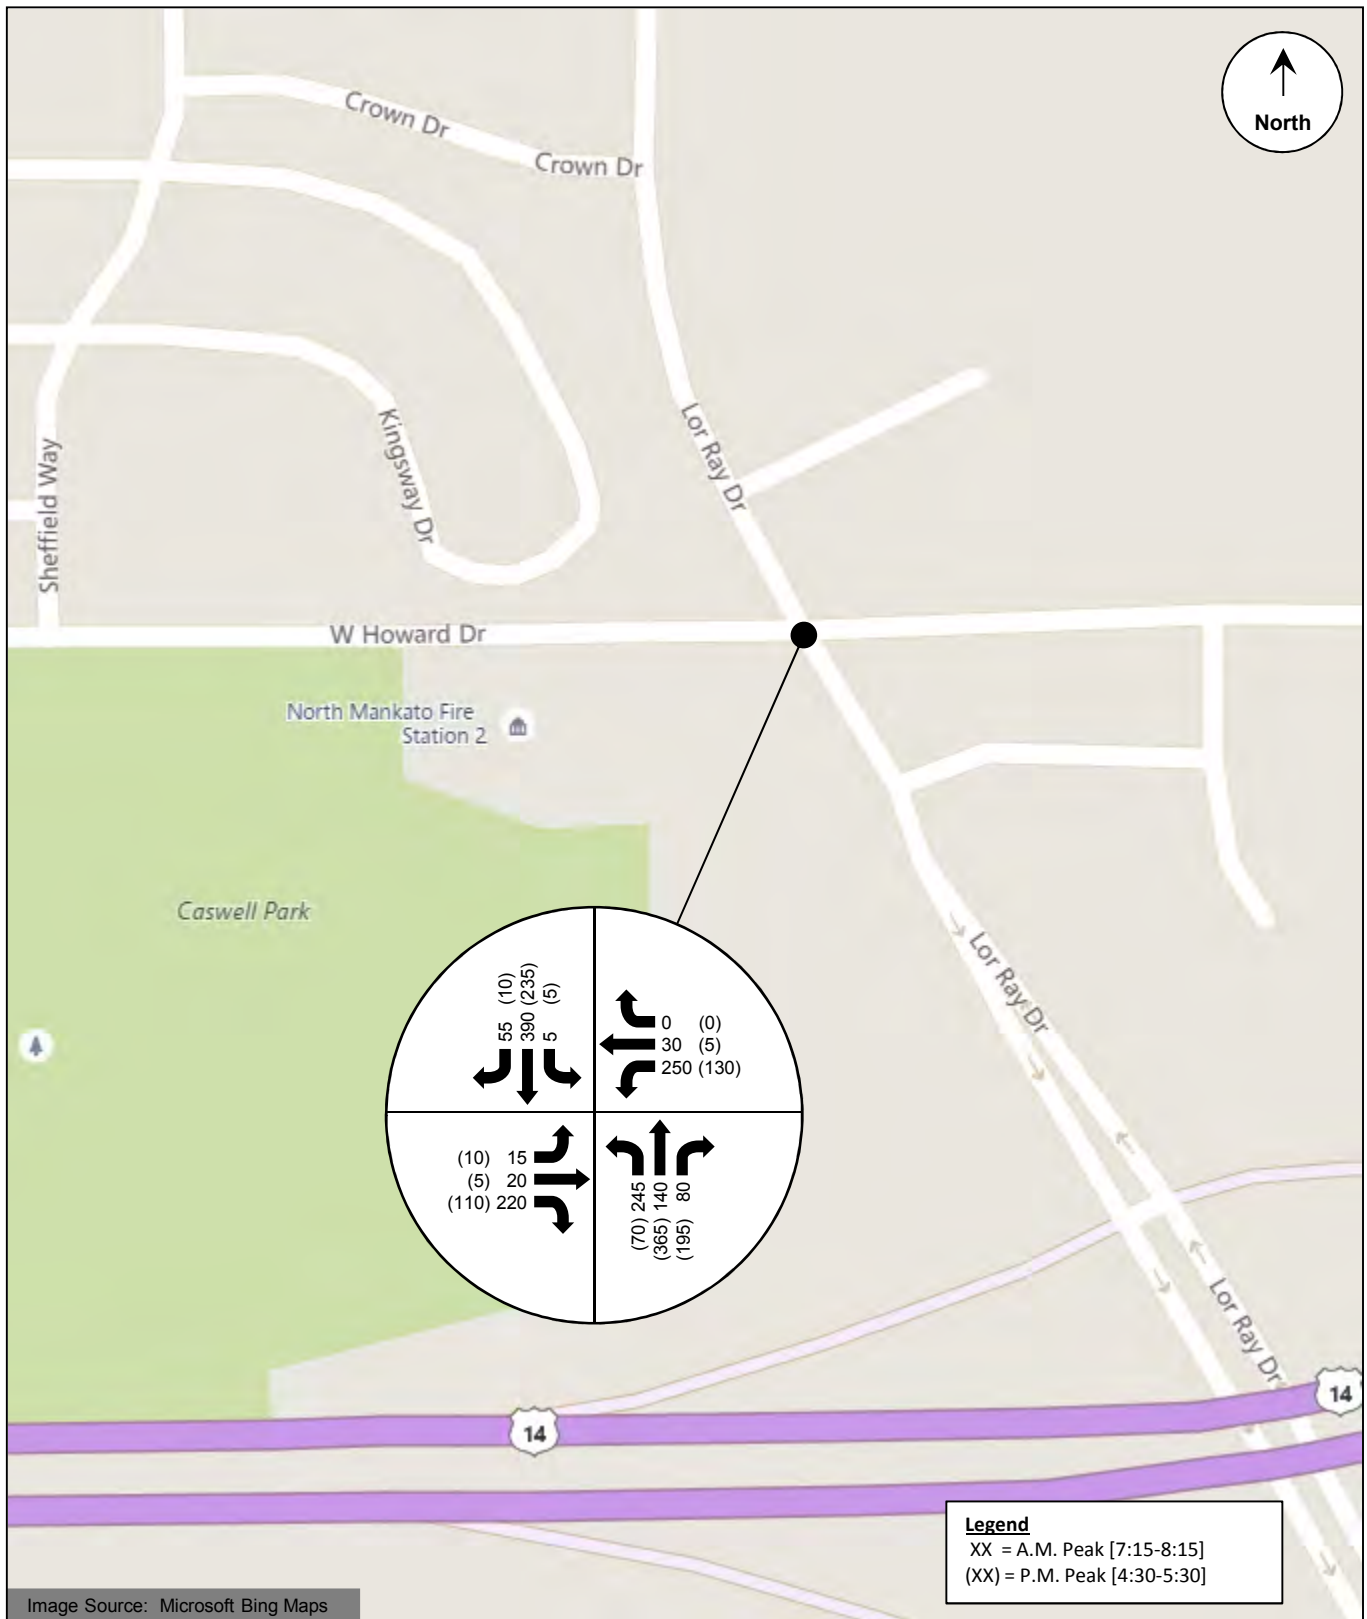 North
Crown Dr
Crown Dr
Lor Ray Dr
Kingsway Dr
Sheffield Way
W Howard Dr
North Mankato Fire
Station 2
Caswell Park
Lor Ray Dr
55 (10)
390 (235)
5 (5)
0 (0)
30 (5)
250 (130)
(10) 15
(5) 20
(110) 220
(70) 245
(365) 140
(195) 80
Lor Ray Dr
14
14
Legend
XX = A.M. Peak [7:15-8:15]
(XX) = P.M. Peak [4:30-5:30]
Image Source: Microsoft Bing Maps